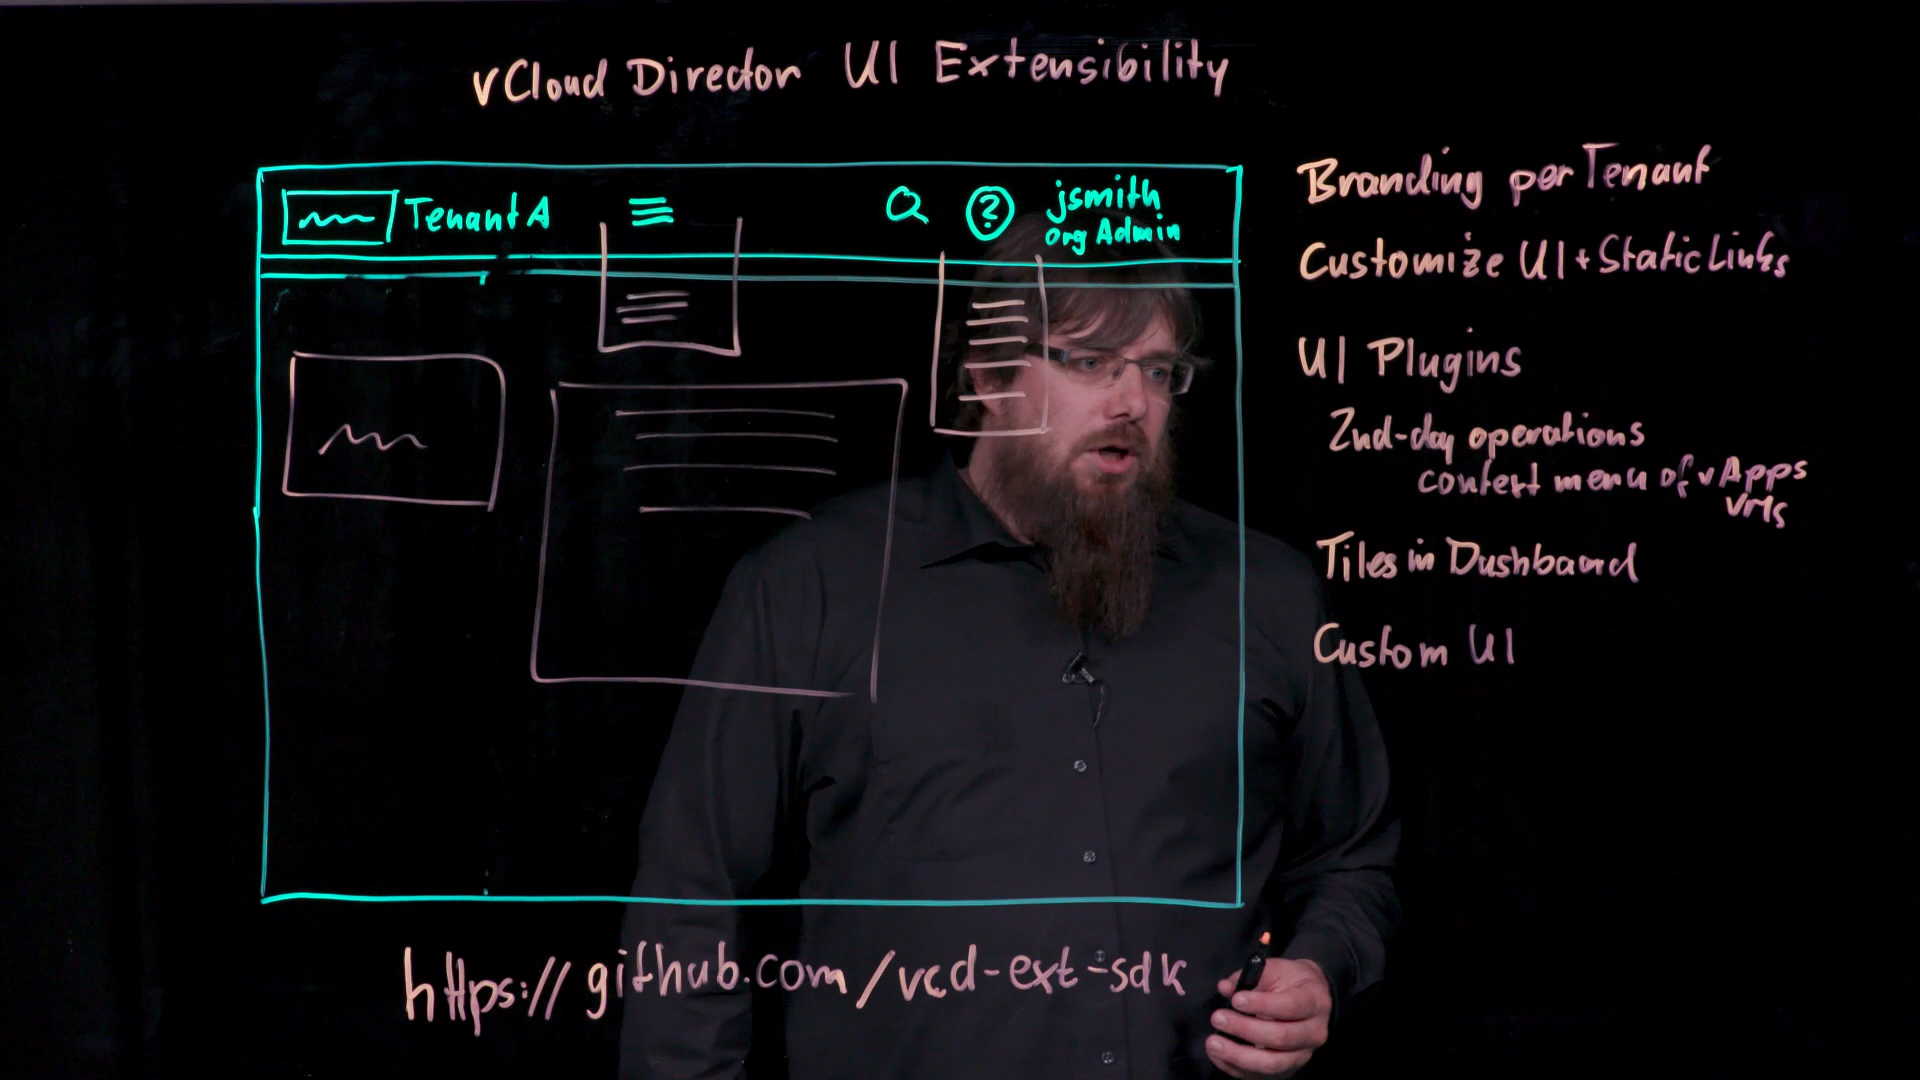 vCloud Director UI Extensibility
Tenant A
?
jsmith
org Admin
Branding per Tenant
Customize UI + Static Links
UI Plugins
2nd-day operations
context menu of vApps
VMs
Tiles in Dashboard
Custom UI
https://github.com/vcd-ext-sdk